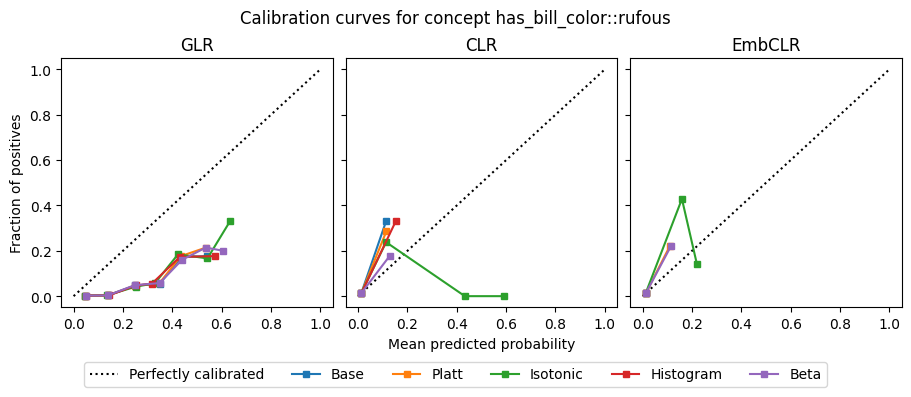 Calibration curves for concept has_bill_color::rufous
GLR
CLR
EmbCLR
Fraction of positives
1.0
0.8
0.6
0.4
0.2
0.0
0.0 0.2 0.4 0.6 0.8 1.0
0.0 0.2 0.4 0.6 0.8 1.0
0.0 0.2 0.4 0.6 0.8 1.0
Mean predicted probability
Perfectly calibrated Base Platt Isotonic Histogram Beta